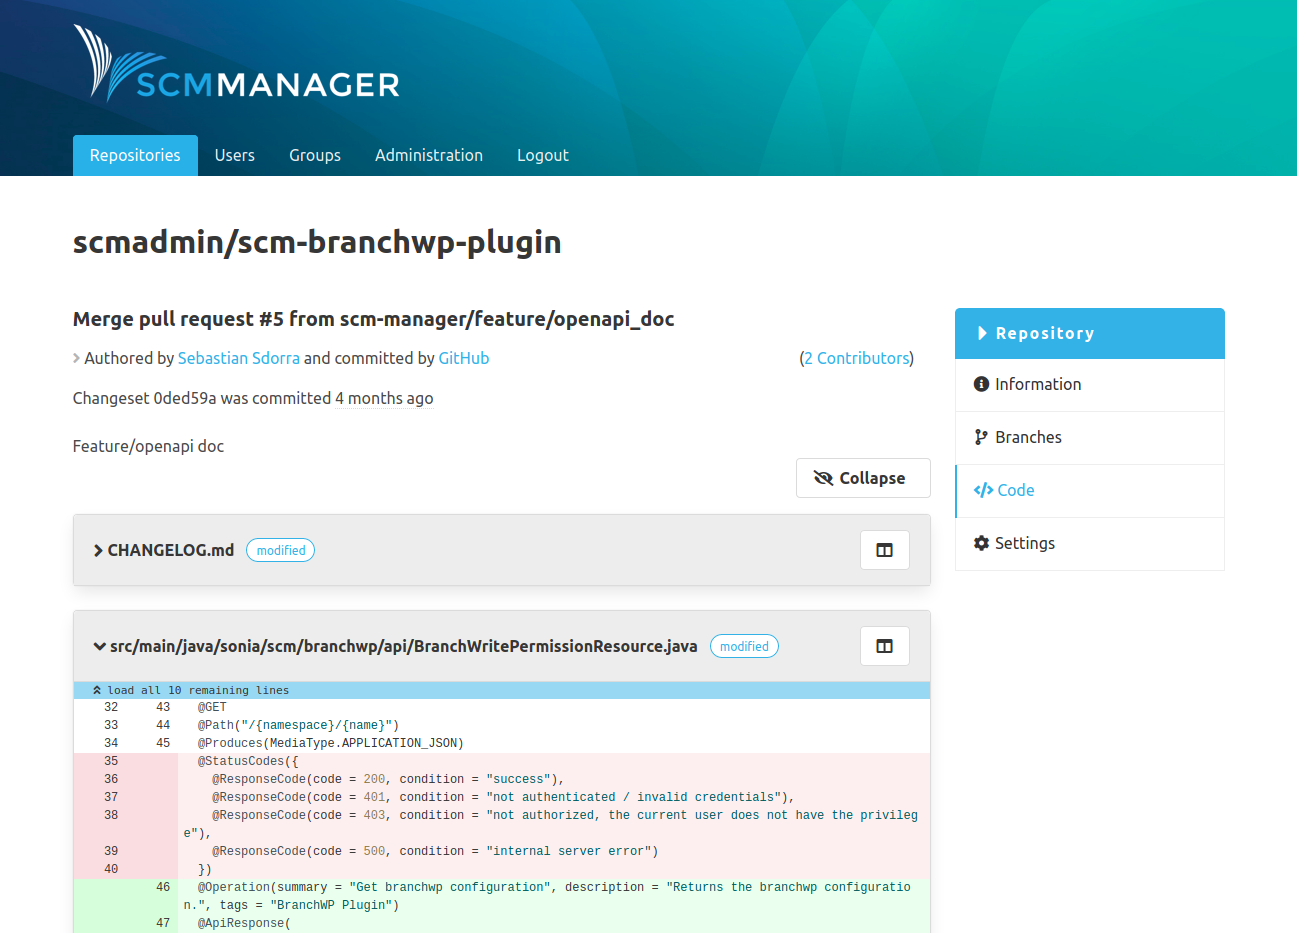 SCMMANAGER
Repositories Users Groups Administration Logout
scmadmin/scm-branchwp-plugin
Merge pull request #5 from scm-manager/feature/openapi_doc
Authored by Sebastian Sdorra and committed by GitHub (2 Contributors)
Changeset 0ded59a was committed 4 months ago
Feature/openapi doc
Collapse
CHANGELOG.md modified
src/main/java/sonia/scm/branchwp/api/BranchWritePermissionResource.java modified
load all 10 remaining lines
32 43 @GET
33 44 @Path("/{namespace}/{name}")
34 45 @Produces(MediaType.APPLICATION_JSON)
35 @StatusCodes({
36 @ResponseCode(code = 200, condition = "success"),
37 @ResponseCode(code = 401, condition = "not authenticated / invalid credentials"),
38 @ResponseCode(code = 403, condition = "not authorized, the current user does not have the privileg
e"),
39 @ResponseCode(code = 500, condition = "internal server error")
40 })
46 @Operation(summary = "Get branchwp configuration", description = "Returns the branchwp configuratio
n.", tags = "BranchWP Plugin")
47 @ApiResponse(
Repository
Information
Branches
Code
Settings